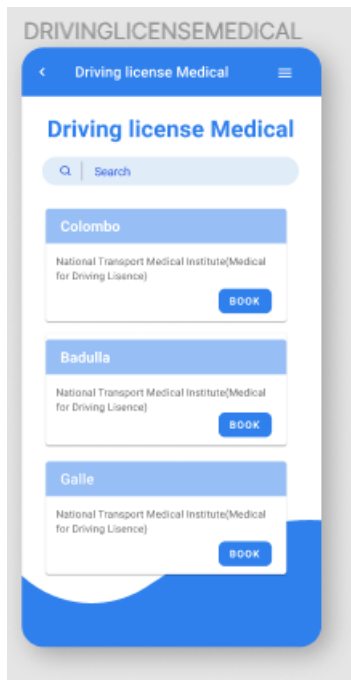 DRIVINGLICENSEMEDICAL
Driving license Medical
Driving license Medical
Search
Colombo
National Transport Medical Institute(Medical
for Driving Lisence)
BOOK
Badulla
National Transport Medical Institute(Medical
for Driving Lisence)
BOOK
Galle
National Transport Medical Institute(Medical
for Driving Lisence)
BOOK